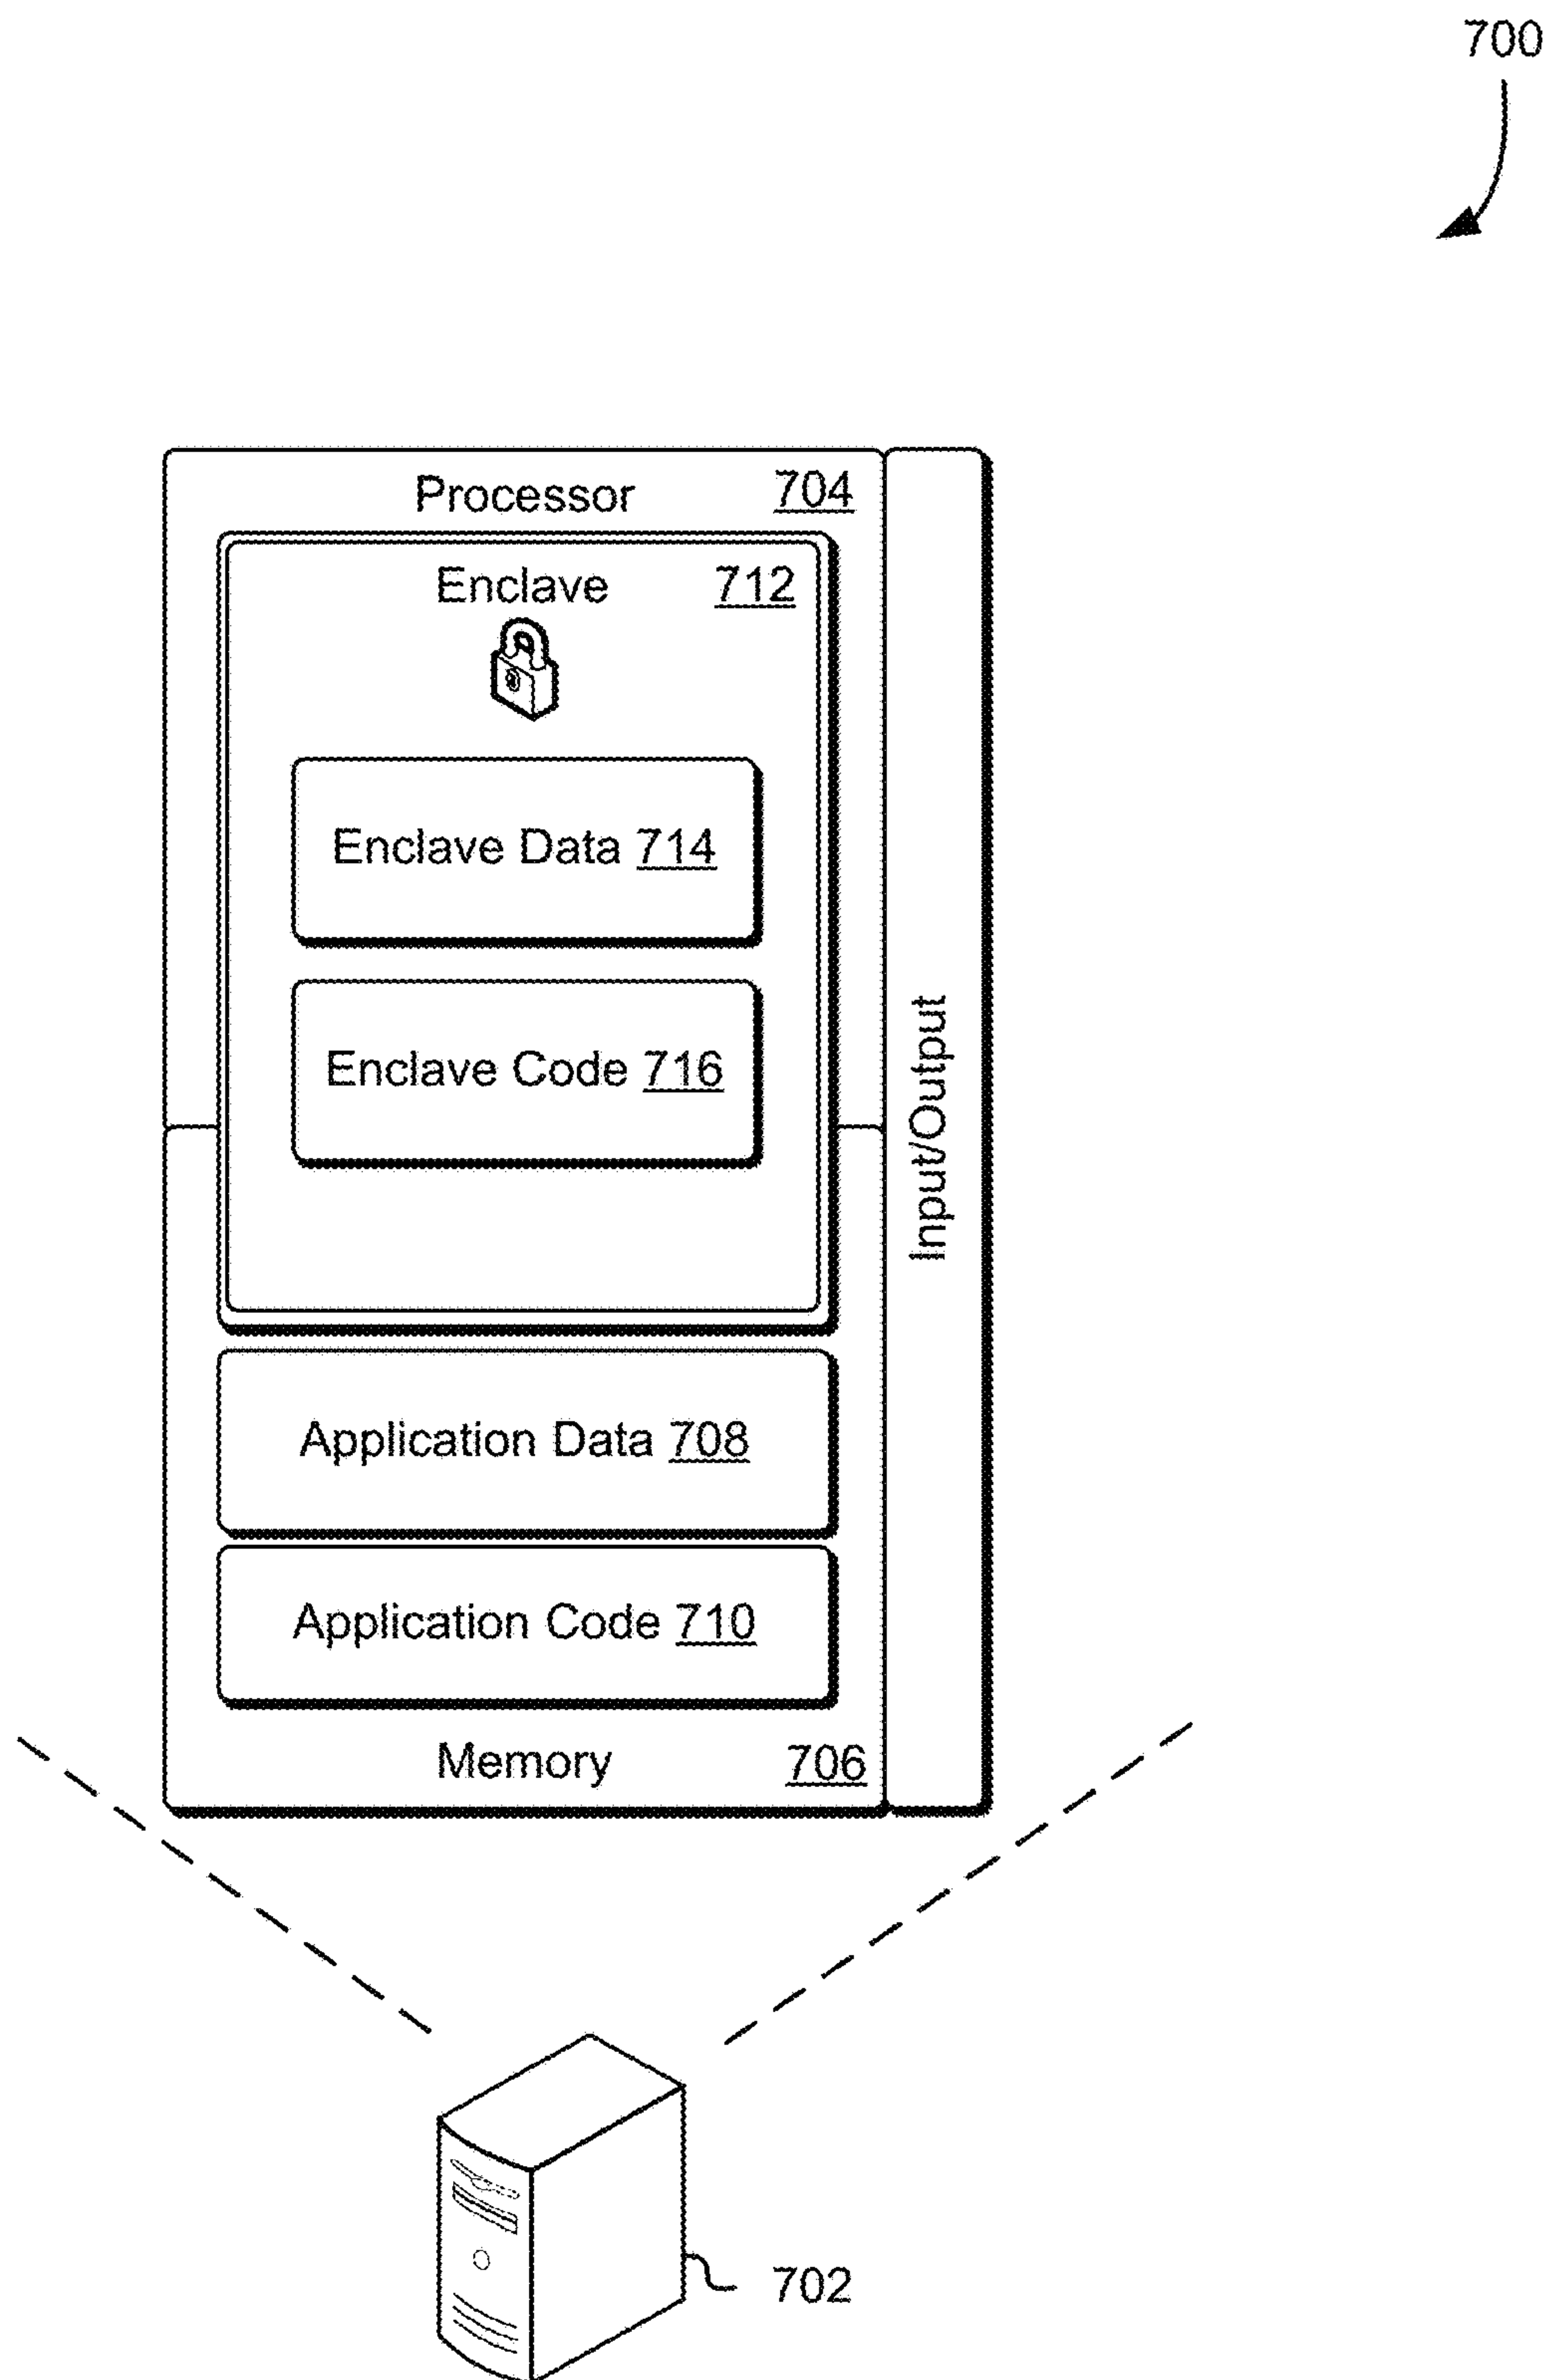 700
Processor 704
Enclave 712
Enclave Data 714
Enclave Code 716
Input/Output
Application Data 708
Application Code 710
Memory 706
702